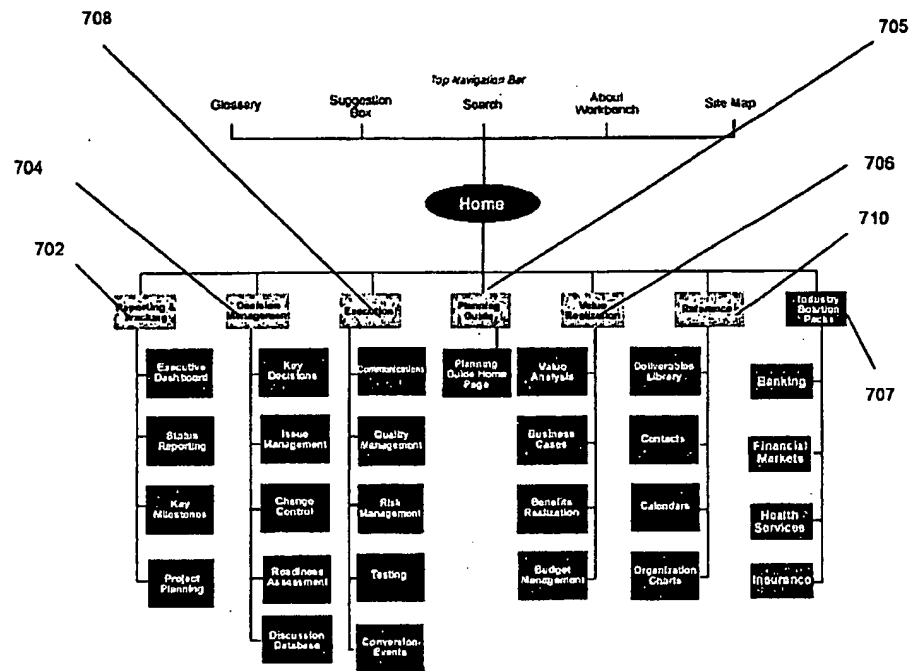 708
705
Top Navigation Bar
Glossary
Suggestion
Box
Search
About
Workbench
Site Map
704
706
Home
710
702
Reporting &
Structure
Decision
Management
Execution
Planning
Guide
Value
Realization
Reference
Industry
Solution
Packs
707
Executive
Dashboard
Key
Decisions
Communications
Planning
Guide Home
Page
Value
Analysis
Deliverables
Library
Banking
Status
Reporting
Issue
Management
Quality
Management
Business
Cases
Contacts
Financial
Markets
Key
Milestones
Change
Control
Risk
Management
Benefits
Realization
Calendars
Health
Services
Project
Planning
Readiness
Assessment
Testing
Budget
Management
Organization
Charts
Insurance
Discussion
Database
Conversion
Events